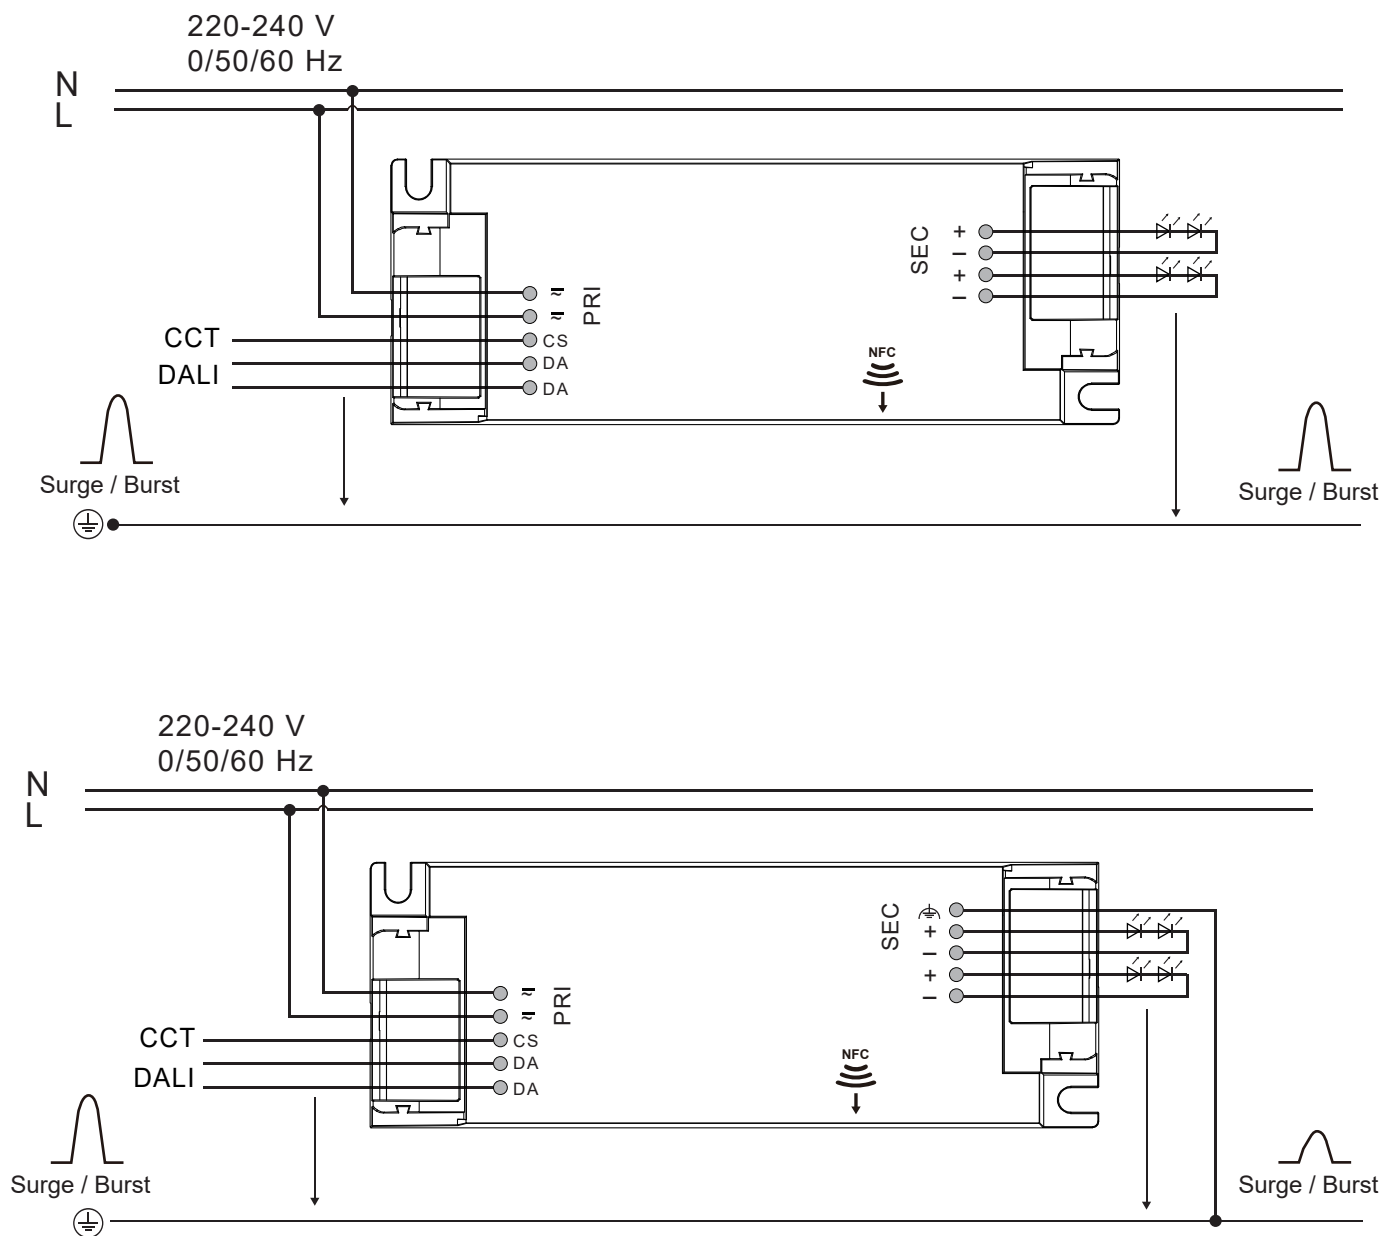 220-240 V
0/50/60 Hz
N
L
SEC
+
–
+
–
PRI
CCT
CS
DALI
DA
DA
NFC
Surge / Burst
Surge / Burst
220-240 V
0/50/60 Hz
N
L
SEC
+
–
+
–
PRI
CCT
CS
DALI
DA
DA
NFC
Surge / Burst
Surge / Burst